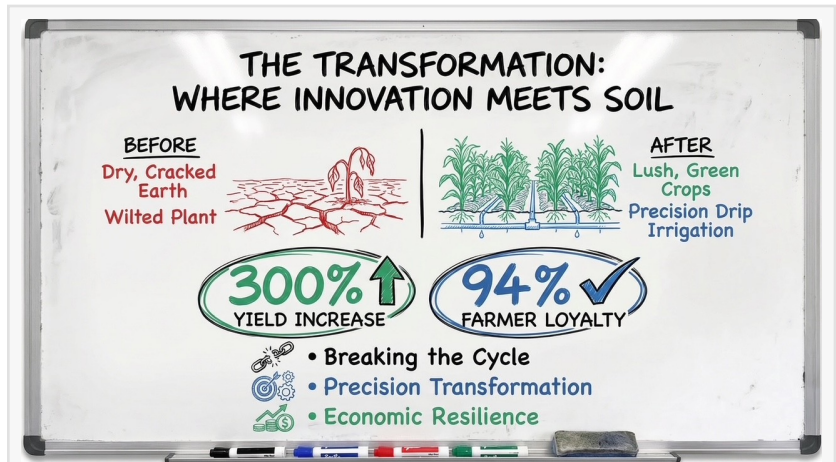 THE TRANSFORMATION:
WHERE INNOVATION MEETS SOIL
BEFORE
Dry, Cracked
Earth
Wilted Plant
AFTER
Lush, Green
Crops
Precision Drip
Irrigation
300%
YIELD INCREASE
94%
FARMER LOYALTY
• Breaking the Cycle
• Precision Transformation
• Economic Resilience